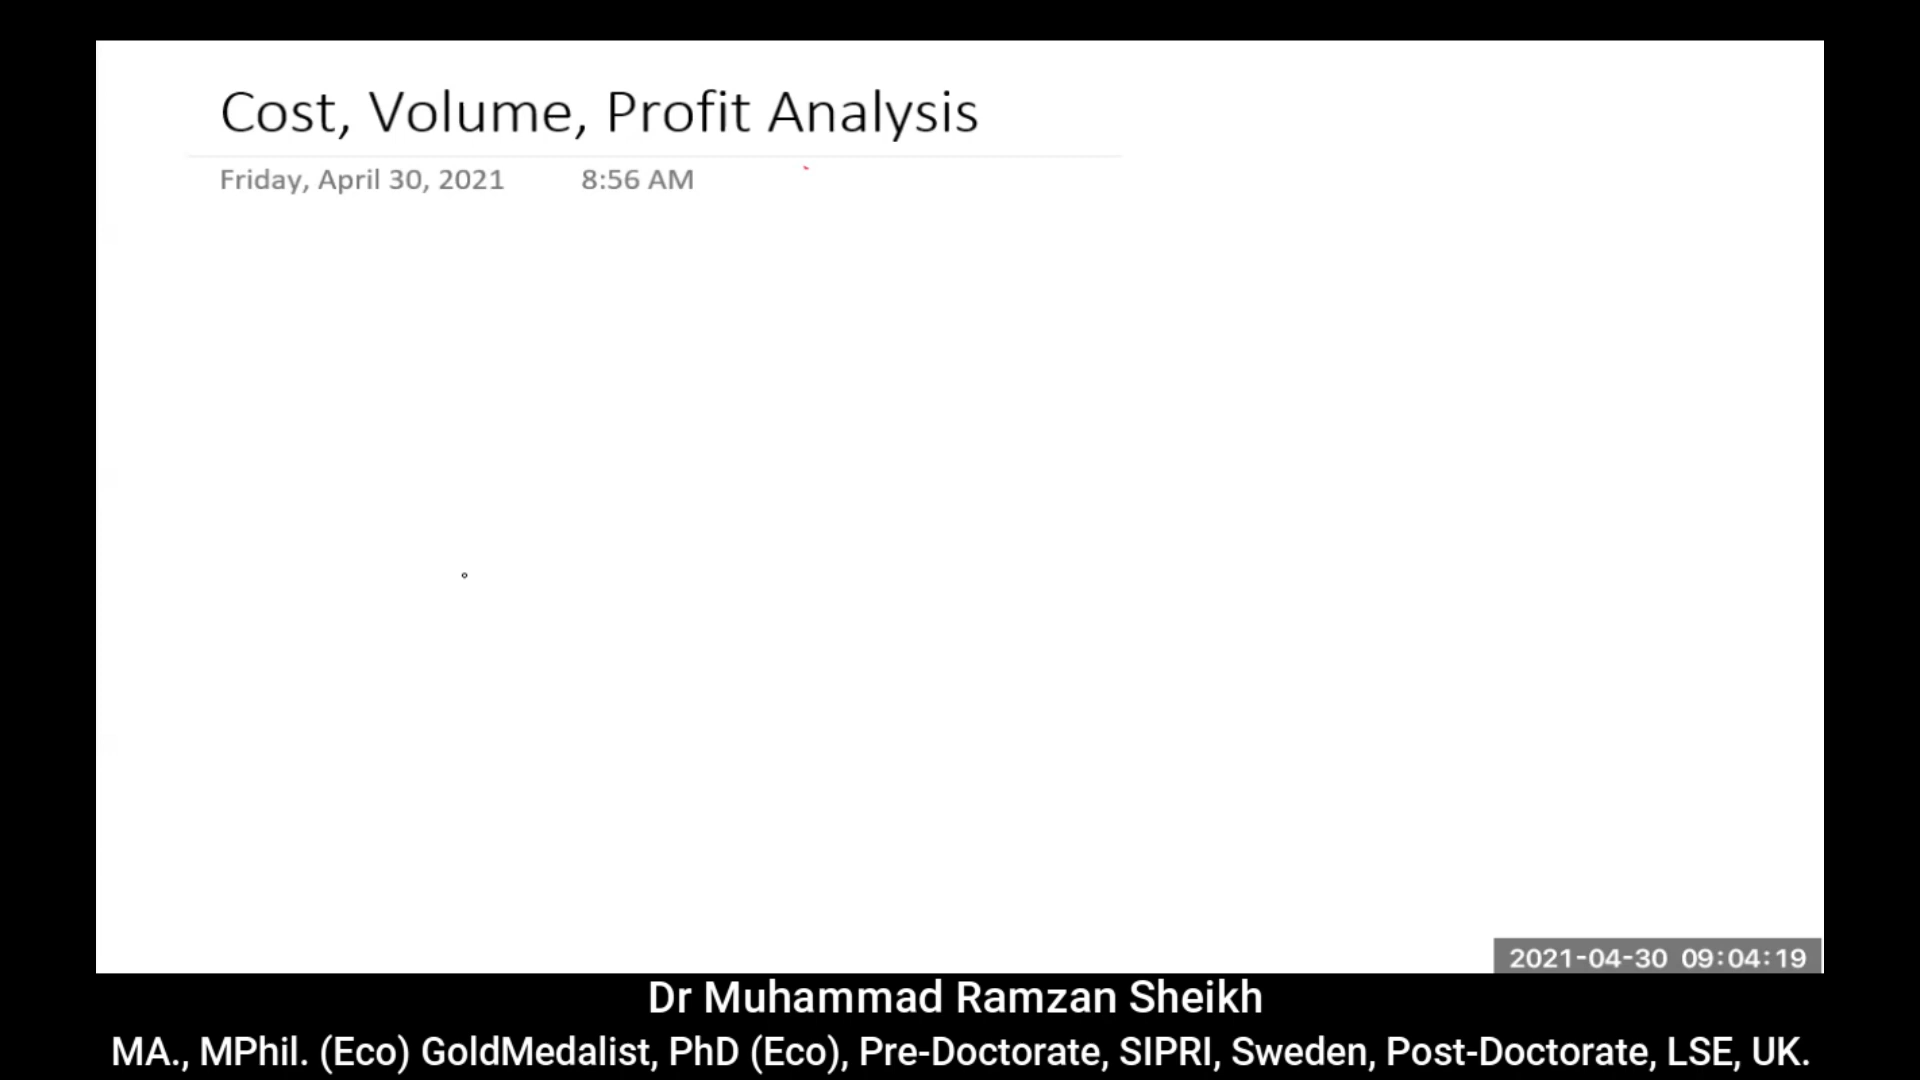 Cost, Volume, Profit Analysis
Friday, April 30, 2021 8:56 AM
2021-04-30 09:04:19
Dr Muhammad Ramzan Sheikh
MA., MPhil. (Eco) GoldMedalist, PhD (Eco), Pre-Doctorate, SIPRI, Sweden, Post-Doctorate, LSE, UK.